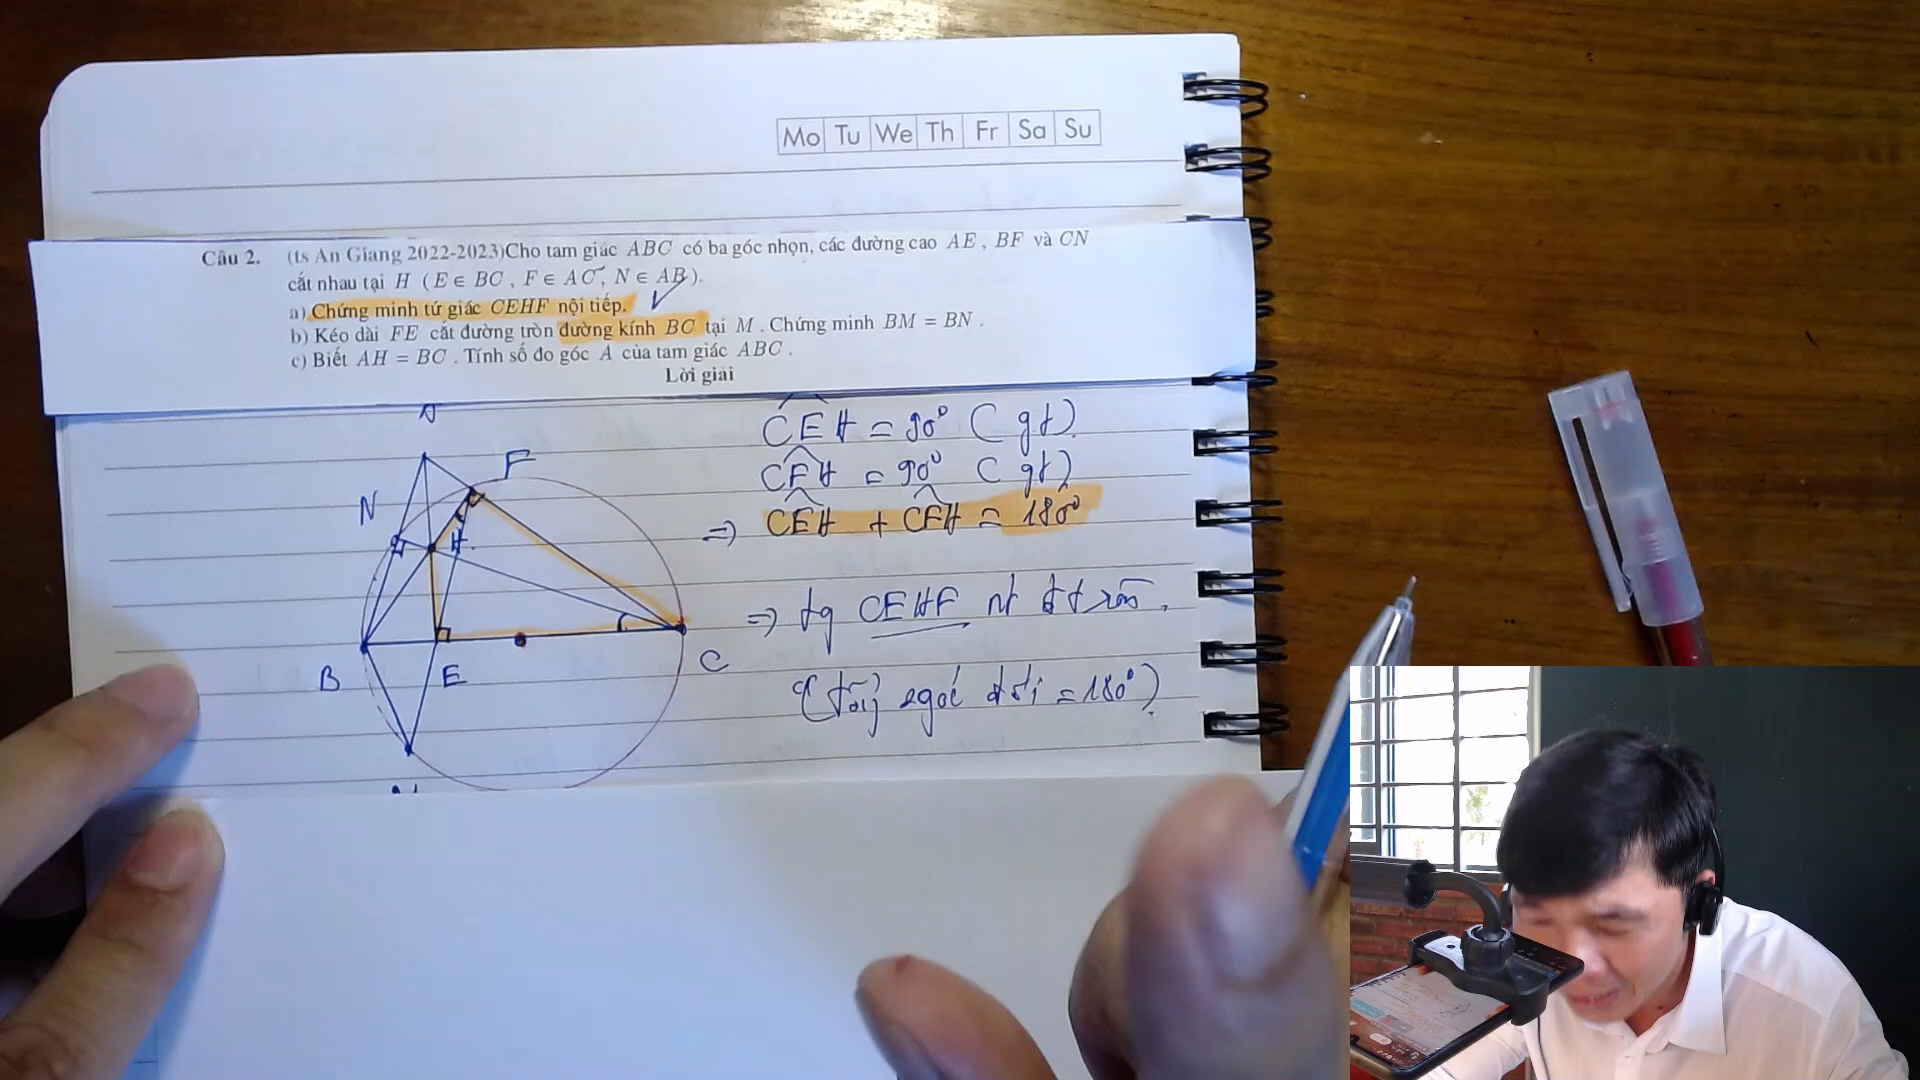 Mo Tu We Th Fr Sa Su
Câu 2. (ts An Giang 2022-2023)Cho tam giác ABC có ba góc nhọn, các đường cao AE , BF và CN
cắt nhau tại H ( E ∈ BC , F ∈ AC , N ∈ AB ).
a) Chứng minh tứ giác CEHF nội tiếp.
b) Kéo dài FE cắt đường tròn đường kính BC tại M . Chứng minh BM = BN .
c) Biết AH = BC . Tính số đo góc A của tam giác ABC .
Lời giải
CEH = 90° ( gt)
CFH = 90° ( gt)
⇒ CEH + CFH = 180°
⇒ tg CEHF nt
góc đối = 180°)
F
N
H
B
E
C